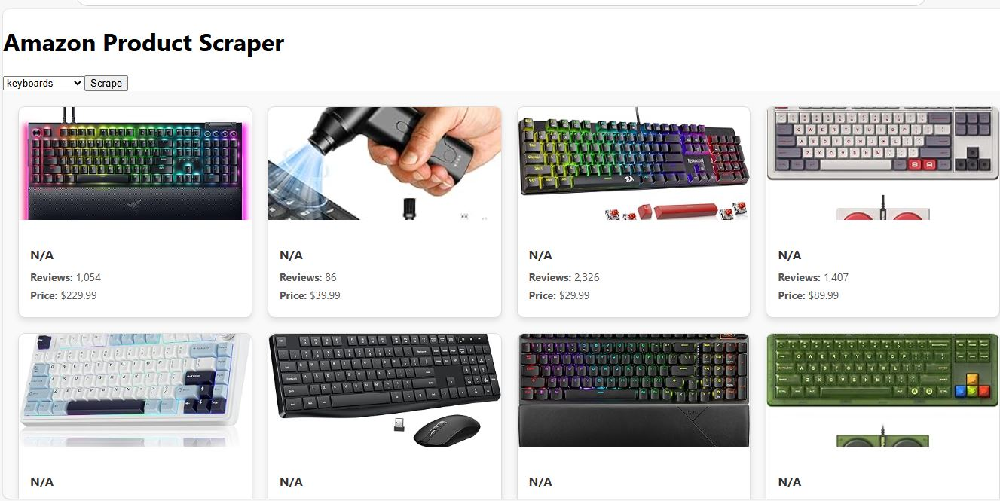 Amazon Product Scraper
keyboards Scrape
N/A N/A N/A N/A
Reviews: 1,054 Reviews: 86 Reviews: 2,326 Reviews: 1,407
Price: $229.99 Price: $39.99 Price: $29.99 Price: $89.99
N/A N/A N/A N/A